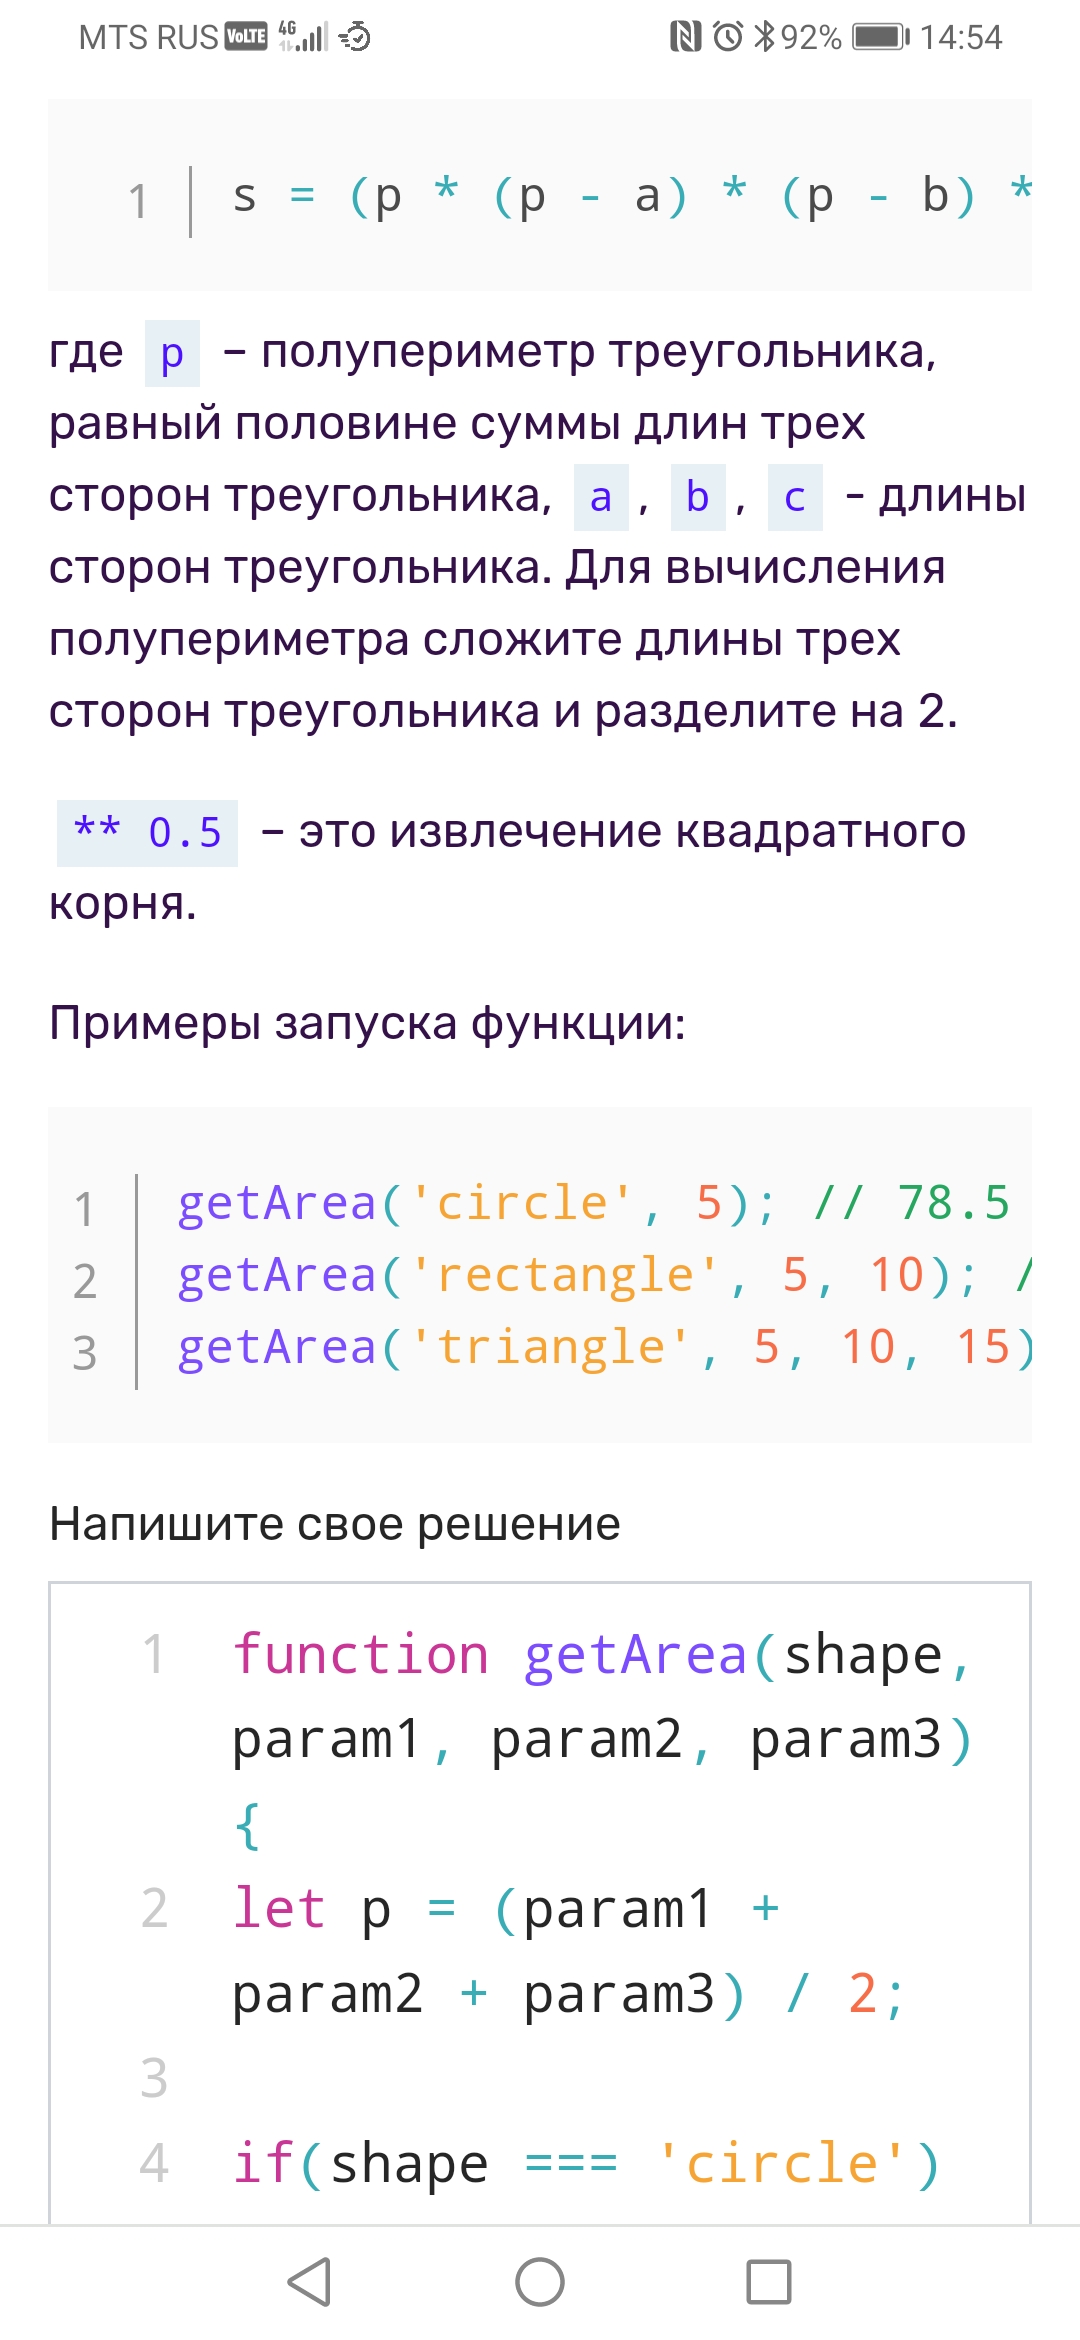 MTS RUS VoLTE 4G 92% 14:54
1 s = (p * (p - a) * (p - b) *
где p – полупериметр треугольника,
равный половине суммы длин трех
сторон треугольника, a , b , c - длины
сторон треугольника. Для вычисления
полупериметра сложите длины трех
сторон треугольника и разделите на 2.
** 0.5 – это извлечение квадратного
корня.
Примеры запуска функции:
1 getArea('circle', 5); // 78.5
2 getArea('rectangle', 5, 10); /
3 getArea('triangle', 5, 10, 15)
Напишите свое решение
1 function getArea(shape,
param1, param2, param3)
{
2 let p = (param1 +
param2 + param3) / 2;
3
4 if(shape === 'circle')